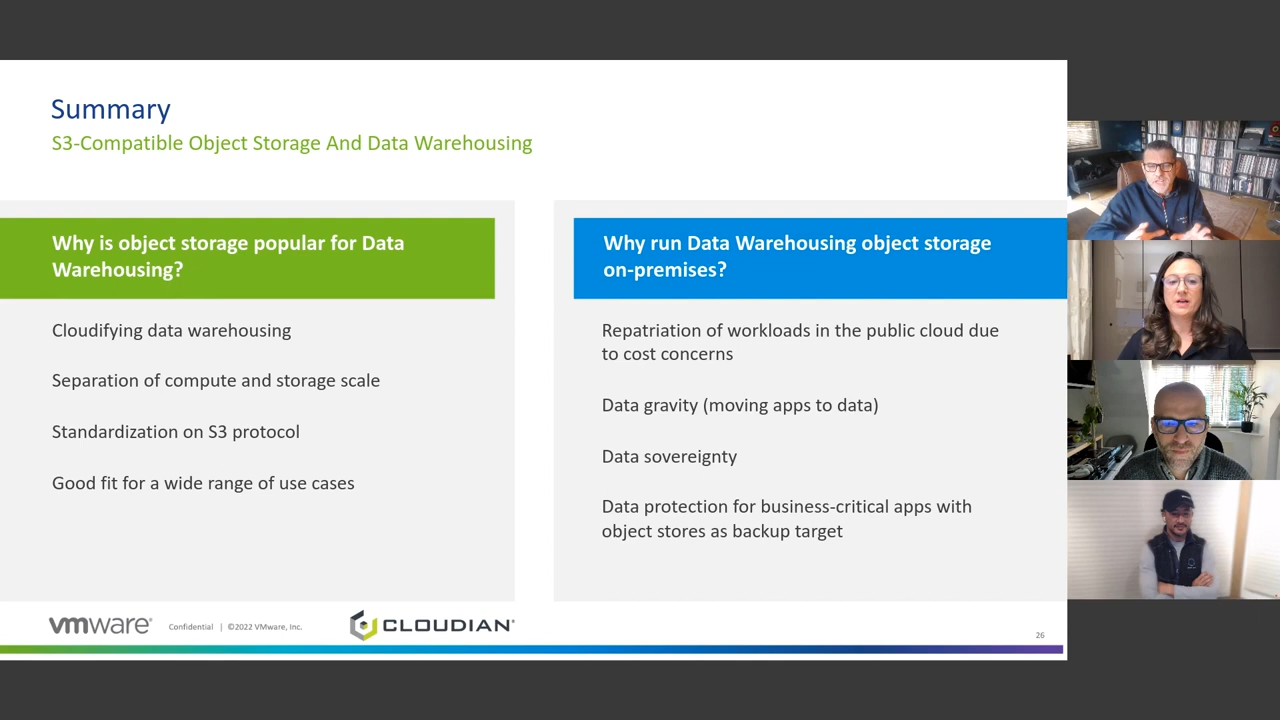 Summary
S3-Compatible Object Storage And Data Warehousing
Why is object storage popular for Data
Warehousing?
Cloudifying data warehousing
Separation of compute and storage scale
Standardization on S3 protocol
Good fit for a wide range of use cases
Why run Data Warehousing object storage
on-premises?
Repatriation of workloads in the public cloud due
to cost concerns
Data gravity (moving apps to data)
Data sovereignty
Data protection for business-critical apps with
object stores as backup target
vmware®
Confidential | ©2022 VMware, Inc.
CLOUDIAN®
26